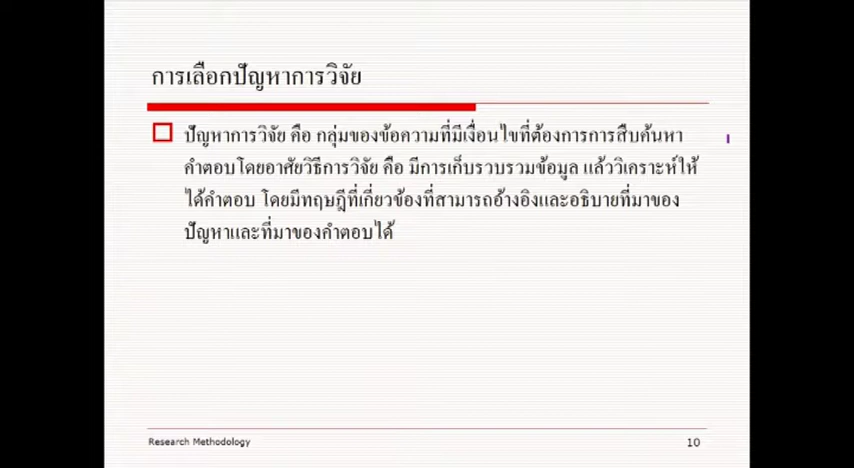 การเลือกปัญหาการวิจัย
ปัญหาการวิจัย คือ กลุ่มของข้อความที่มีเงื่อนไขที่ต้องการการสืบค้นหา
คำตอบโดยอาศัยวิธีการวิจัย คือ มีการเก็บรวบรวมข้อมูล แล้ววิเคราะห์ให้
ได้คำตอบ โดยมีทฤษฎีที่เกี่ยวข้องที่สามารถอ้างอิงและอธิบายที่มาของ
ปัญหาและที่มาของคำตอบได้
Research Methodology
10